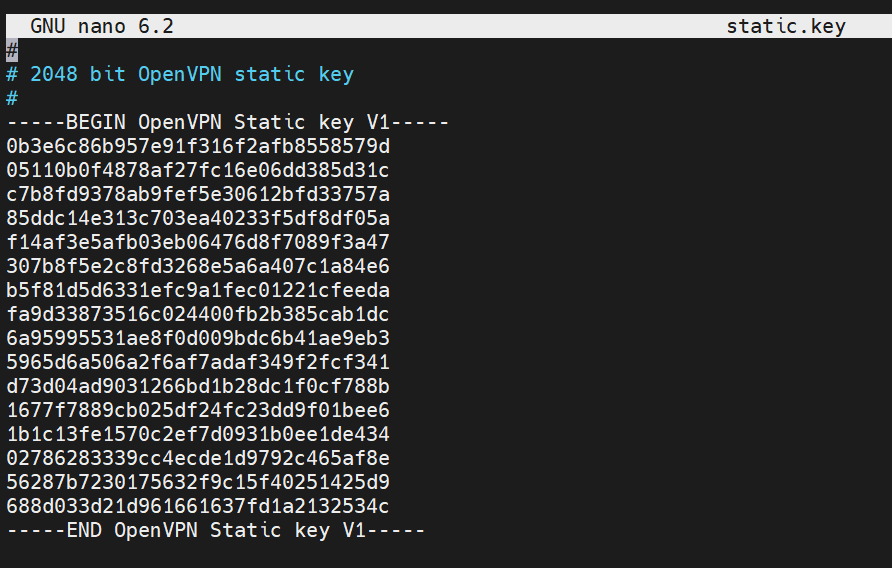 GNU nano 6.2 static.key
#
# 2048 bit OpenVPN static key
#
-----BEGIN OpenVPN Static key V1-----
0b3e6c86b957e91f316f2afb8558579d
05110b0f4878af27fc16e06dd385d31c
c7b8fd9378ab9fef5e30612bfd33757a
85ddc14e313c703ea40233f5df8df05a
f14af3e5afb03eb06476d8f7089f3a47
307b8f5e2c8fd3268e5a6a407c1a84e6
b5f81d5d6331efc9a1fec01221cfeeda
fa9d33873516c024400fb2b385cab1dc
6a95995531ae8f0d009bdc6b41ae9eb3
5965d6a506a2f6af7adaf349f2fcf341
d73d04ad9031266bd1b28dc1f0cf788b
1677f7889cb025df24fc23dd9f01bee6
1b1c13fe1570c2ef7d0931b0ee1de434
02786283339cc4ecde1d9792c465af8e
56287b7230175632f9c15f40251425d9
688d033d21d961661637fd1a2132534c
-----END OpenVPN Static key V1-----